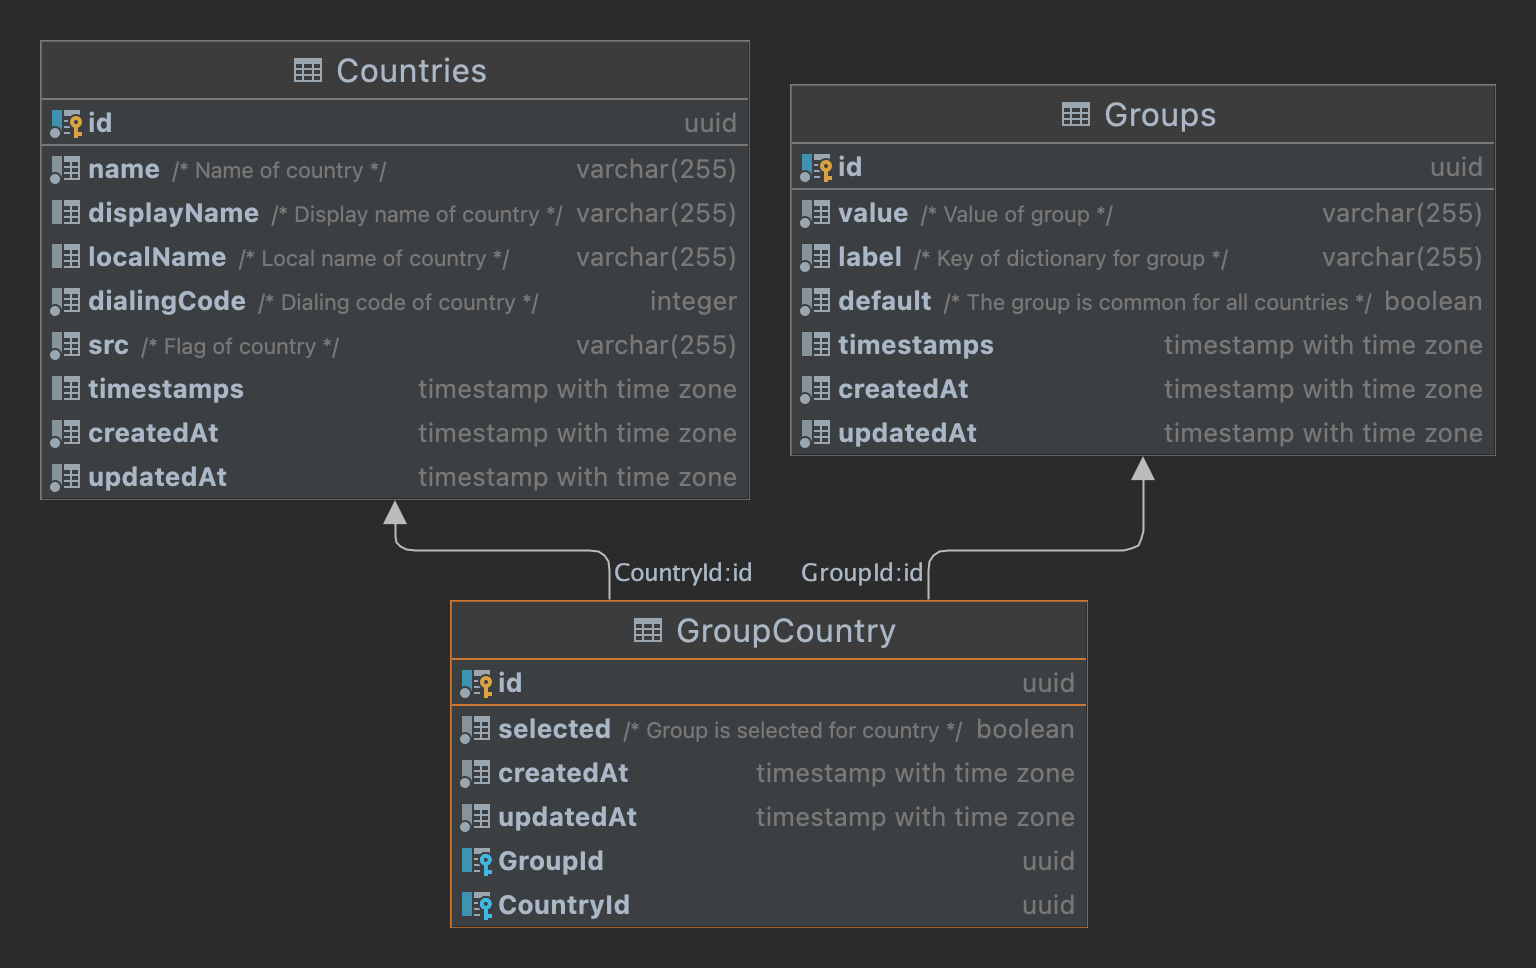 Countries
id uuid
name /* Name of country */ varchar(255)
displayName /* Display name of country */ varchar(255)
localName /* Local name of country */ varchar(255)
dialingCode /* Dialing code of country */ integer
src /* Flag of country */ varchar(255)
timestamps timestamp with time zone
createdAt timestamp with time zone
updatedAt timestamp with time zone
Groups
id uuid
value /* Value of group */ varchar(255)
label /* Key of dictionary for group */ varchar(255)
default /* The group is common for all countries */ boolean
timestamps timestamp with time zone
createdAt timestamp with time zone
updatedAt timestamp with time zone
CountryId:id
GroupId:id
GroupCountry
id uuid
selected /* Group is selected for country */ boolean
createdAt timestamp with time zone
updatedAt timestamp with time zone
GroupId uuid
CountryId uuid